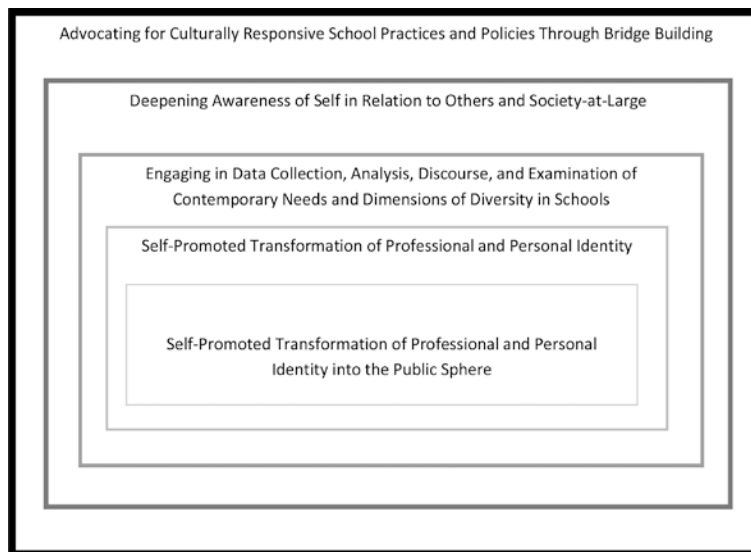 Advocating for Culturally Responsive School Practices and Policies Through Bridge Building
Deepening Awareness of Self in Relation to Others and Society-at-Large
Engaging in Data Collection, Analysis, Discourse, and Examination of
Contemporary Needs and Dimensions of Diversity in Schools
Self-Promoted Transformation of Professional and Personal Identity
Self-Promoted Transformation of Professional and Personal
Identity into the Public Sphere